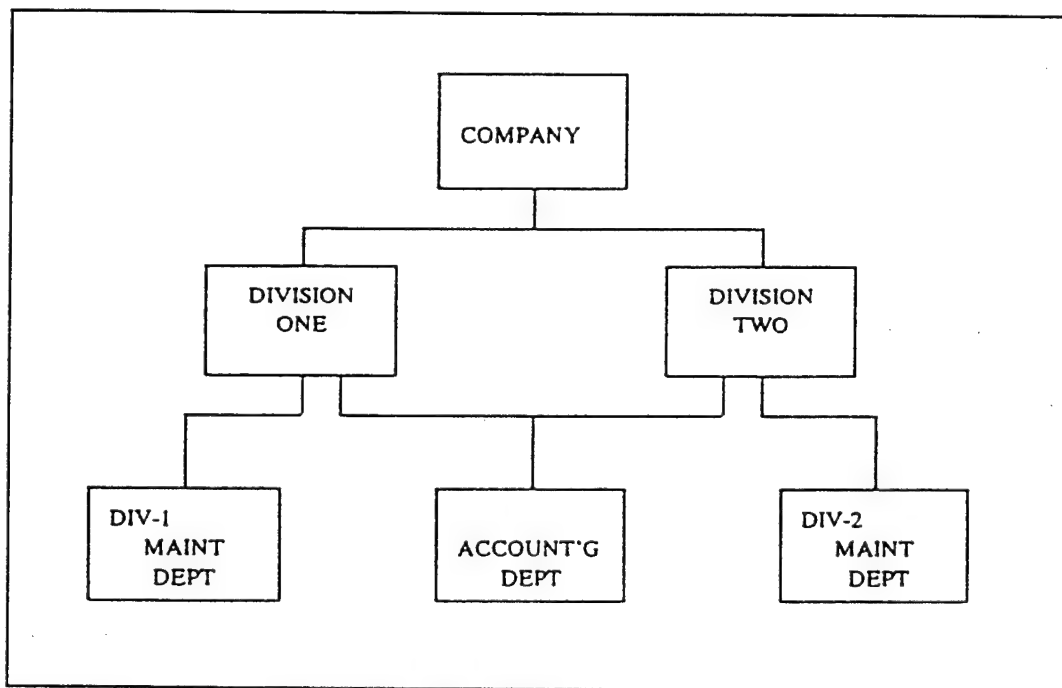 COMPANY
DIVISION
ONE
DIVISION
TWO
DIV-1
MAINT
DEPT
ACCOUNT'G
DEPT
DIV-2
MAINT
DEPT